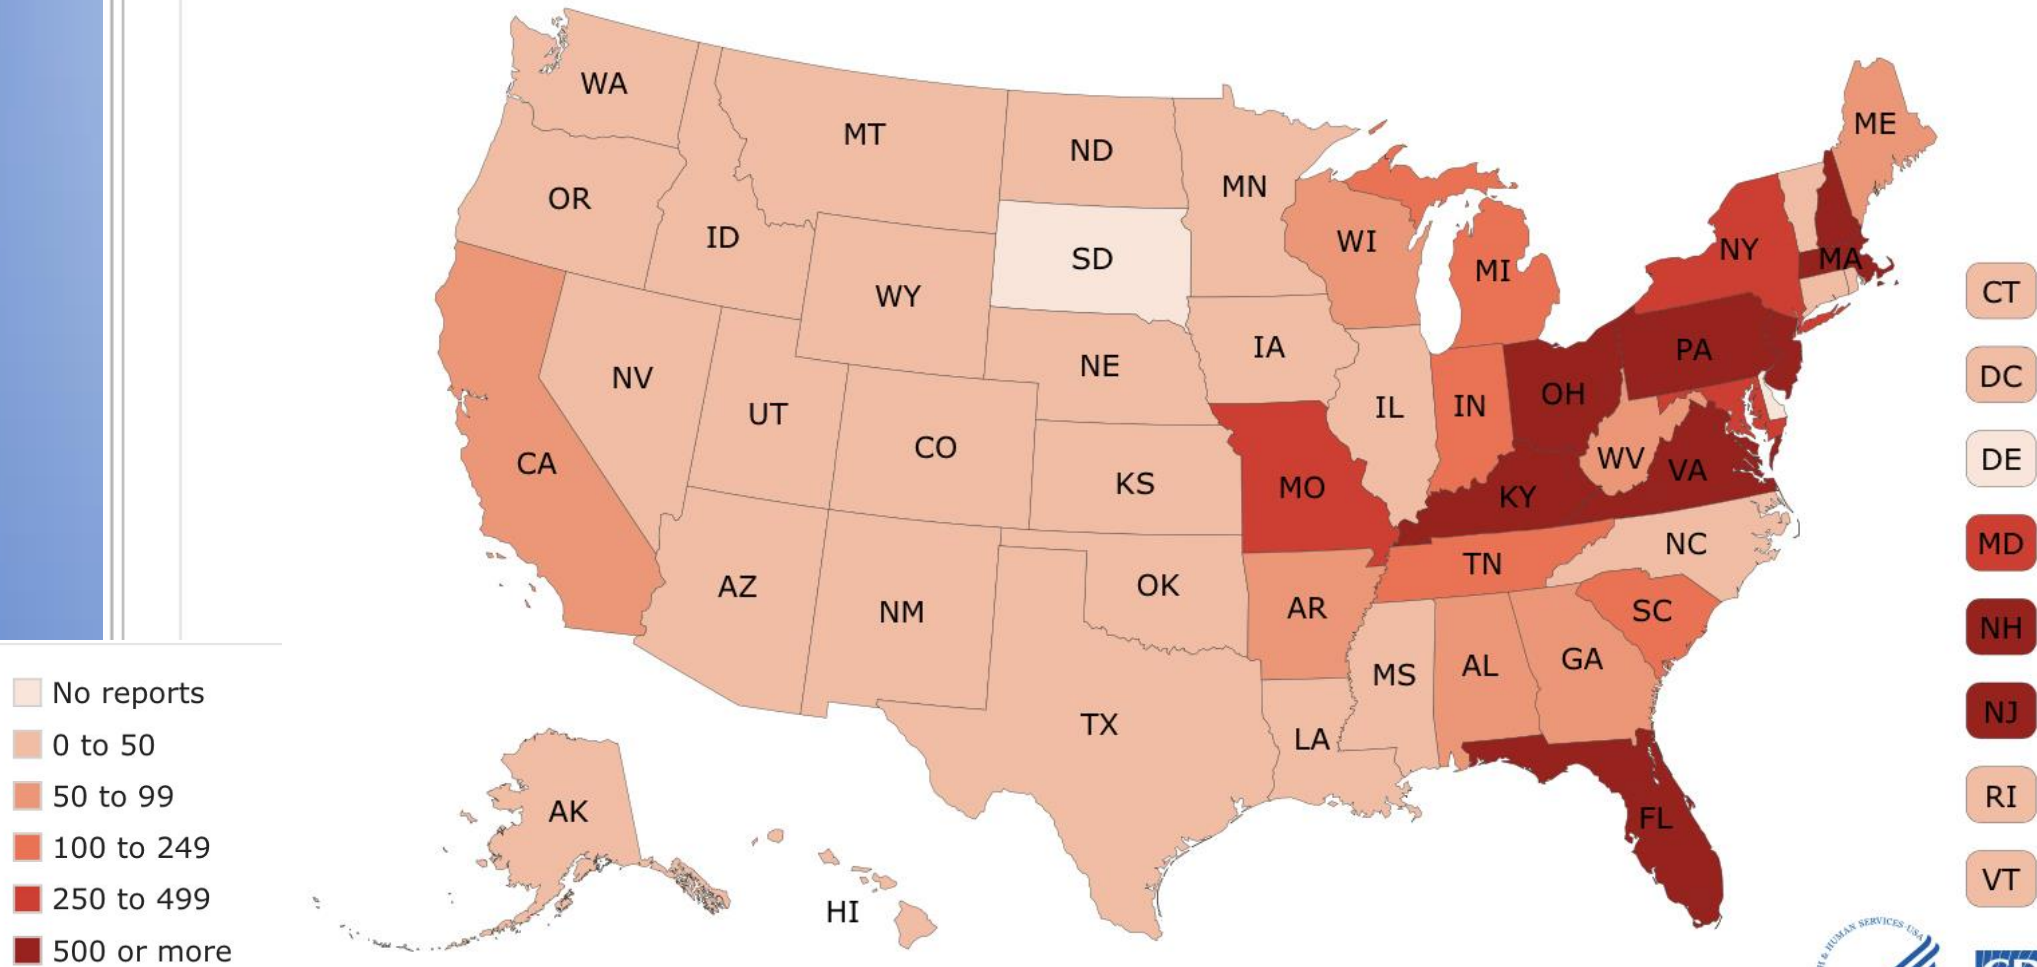 WA
MT
ND
MN
OR
ID
SD
WI
MI
NY
MA
ME
WY
NV
UT
CO
NE
IA
IL
IN
OH
PA
CA
KS
MO
KY
WV
VA
AZ
NM
OK
AR
TN
NC
SC
TX
LA
MS
AL
GA
FL
AK
HI
CT
DC
DE
MD
NH
NJ
RI
VT
No reports
0 to 50
50 to 99
100 to 249
250 to 499
500 or more
& HUMAN SERVICES·USA